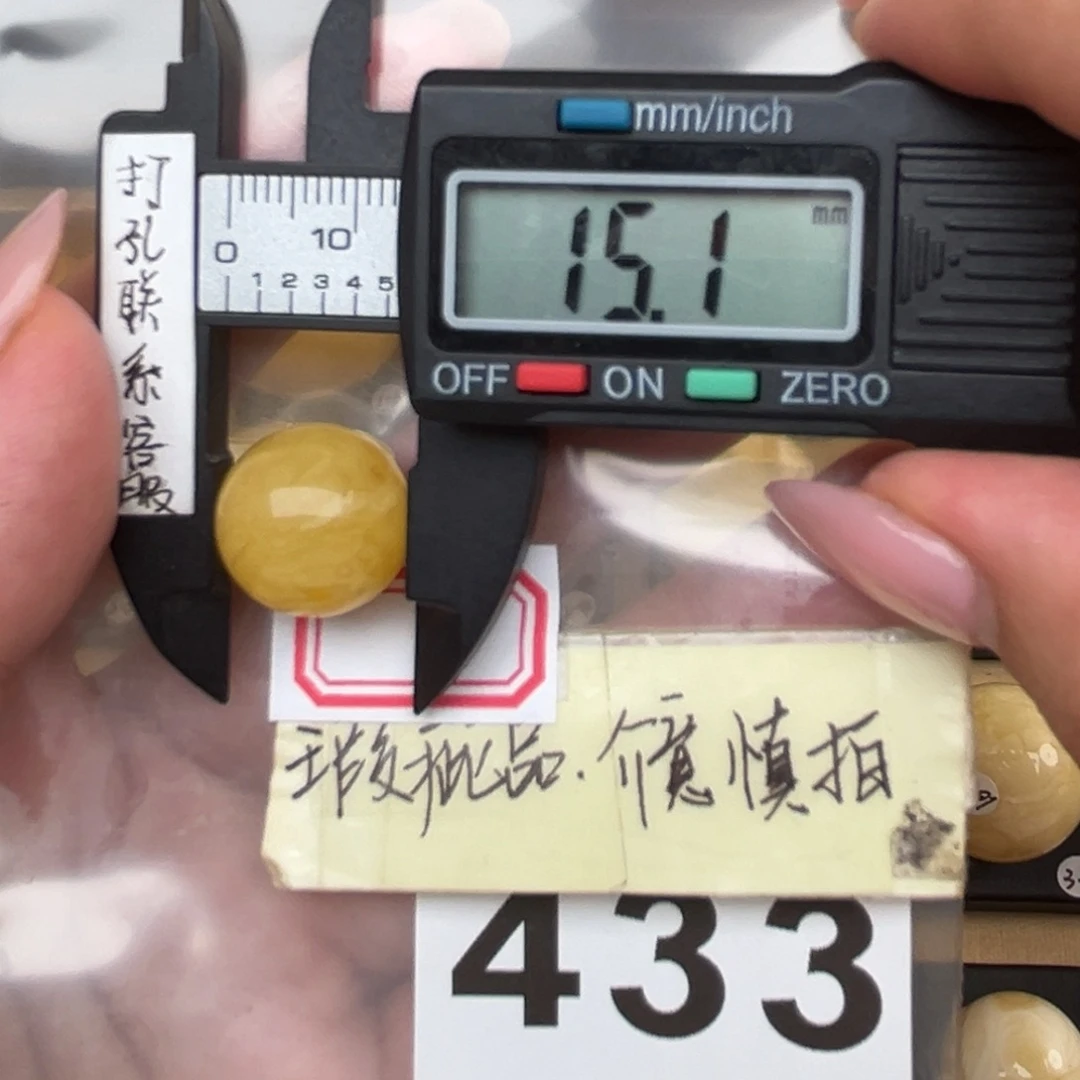 mm/inch
15.1 mm
OFF ON ZERO
0 10
1 2 3 4 5
打孔联系客服
瑕疵品.介意慎拍
433